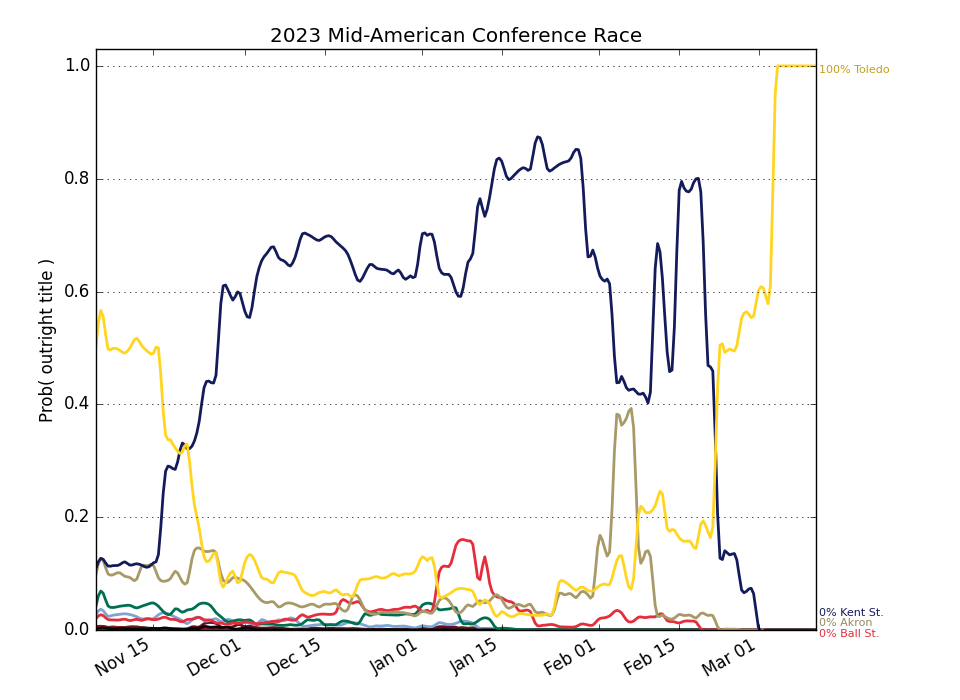 2023 Mid-American Conference Race
Prob( outright title )
1.0
0.8
0.6
0.4
0.2
0.0
Nov 15
Dec 01
Dec 15
Jan 01
Jan 15
Feb 01
Feb 15
Mar 01
100% Toledo
0% Kent St.
0% Akron
0% Ball St.